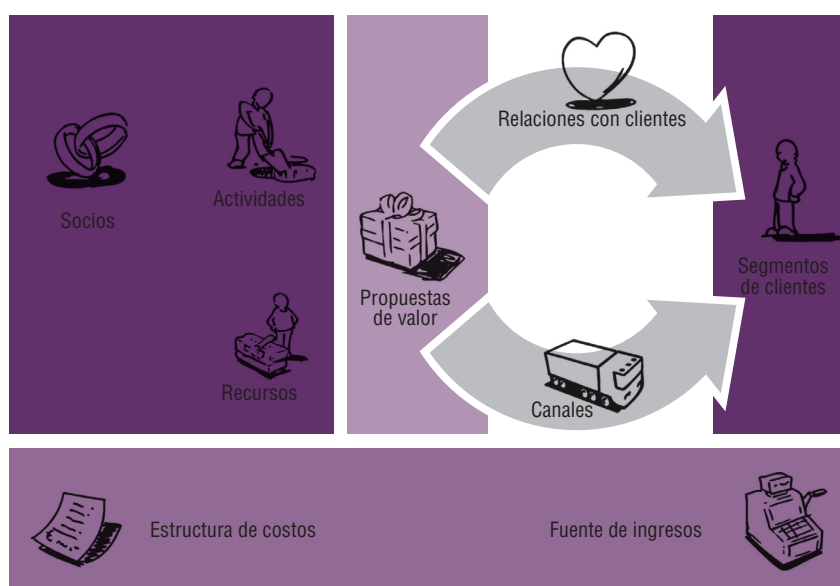 Relaciones con clientes
Actividades
Socios
Segmentos
de clientes
Propuestas
de valor
Recursos
Canales
Estructura de costos
Fuente de ingresos